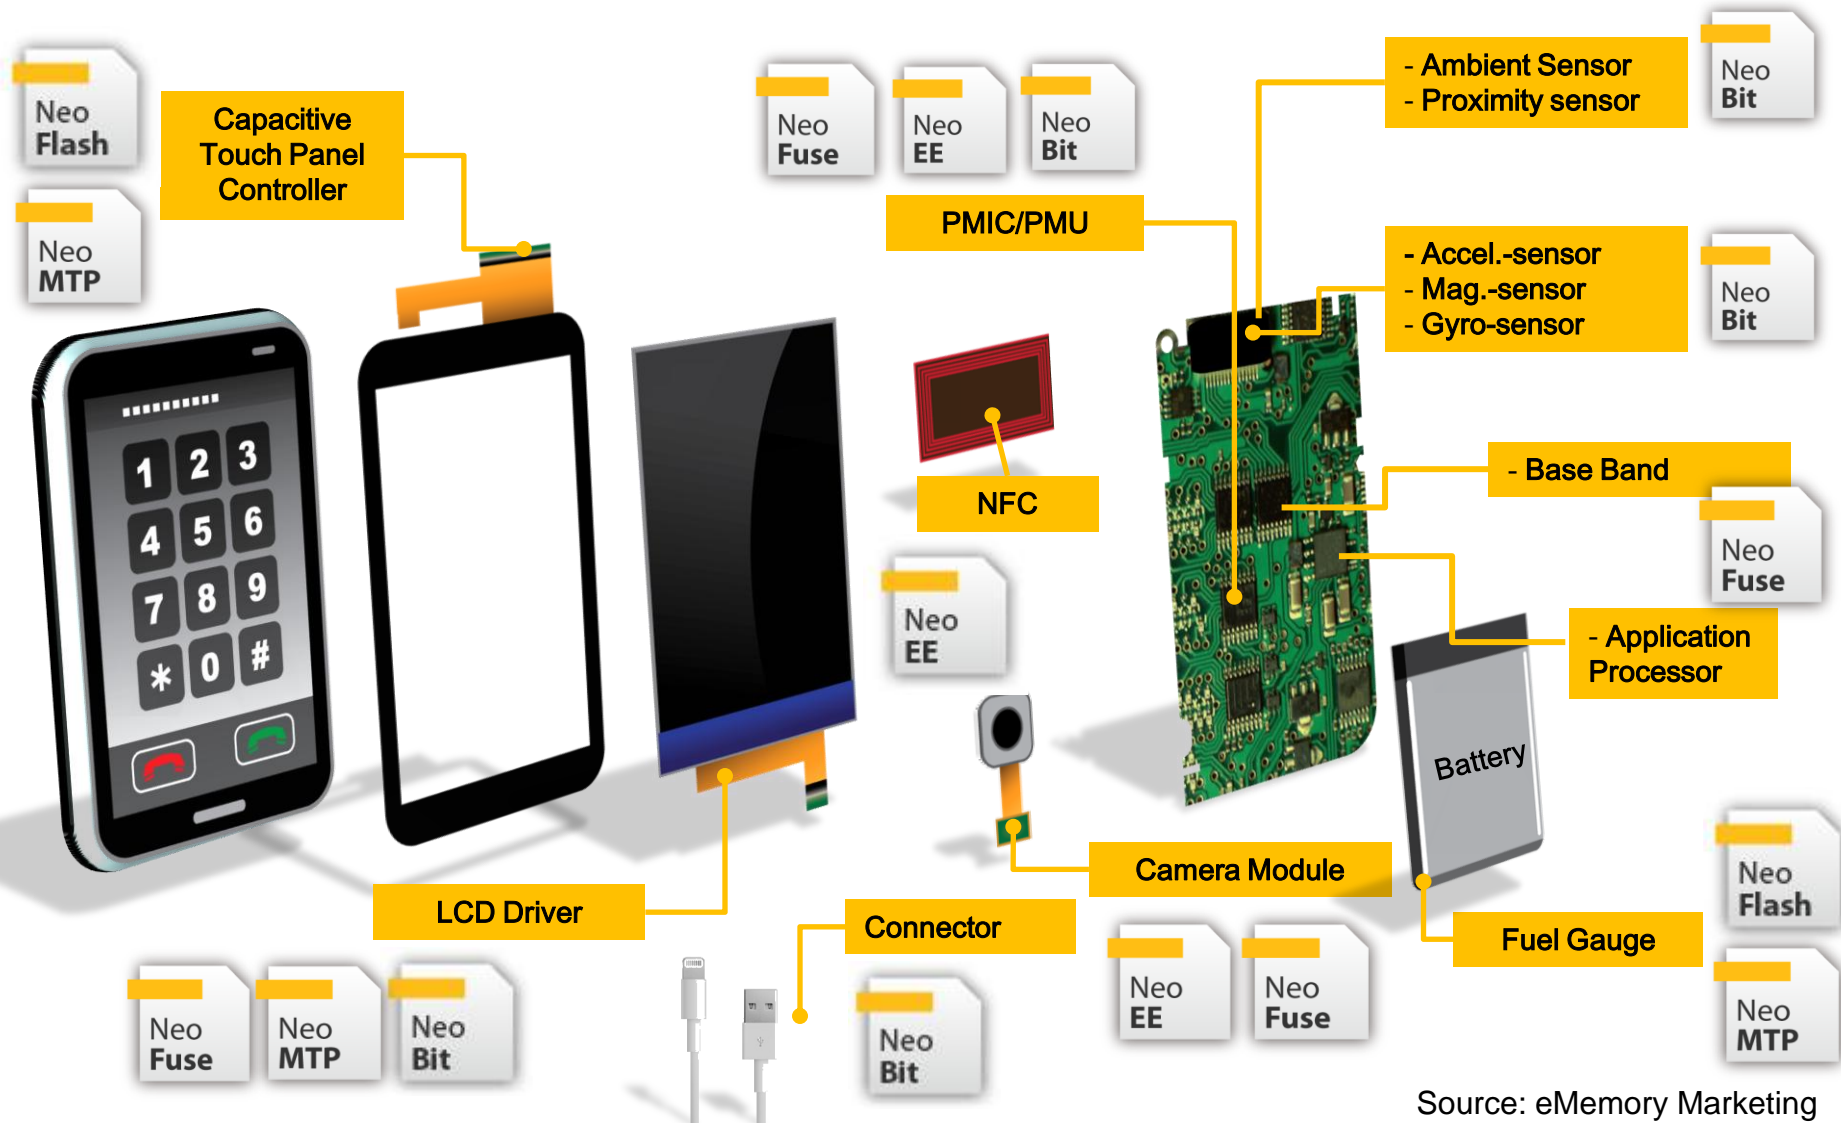 Neo
Flash
Neo
MTP
Capacitive
Touch Panel
Controller
Neo
Fuse
Neo
EE
Neo
Bit
PMIC/PMU
- Ambient Sensor
- Proximity sensor
Neo
Bit
- Accel.-sensor
- Mag.-sensor
- Gyro-sensor
Neo
Bit
1 2 3
4 5 6
7 8 9
* 0 #
NFC
Neo
EE
- Base Band
Neo
Fuse
- Application
Processor
Battery
Camera Module
Neo
EE
Neo
Fuse
LCD Driver
Neo
Fuse
Neo
MTP
Neo
Bit
Connector
Neo
Bit
Fuel Gauge
Neo
Flash
Neo
MTP
Source: eMemory Marketing